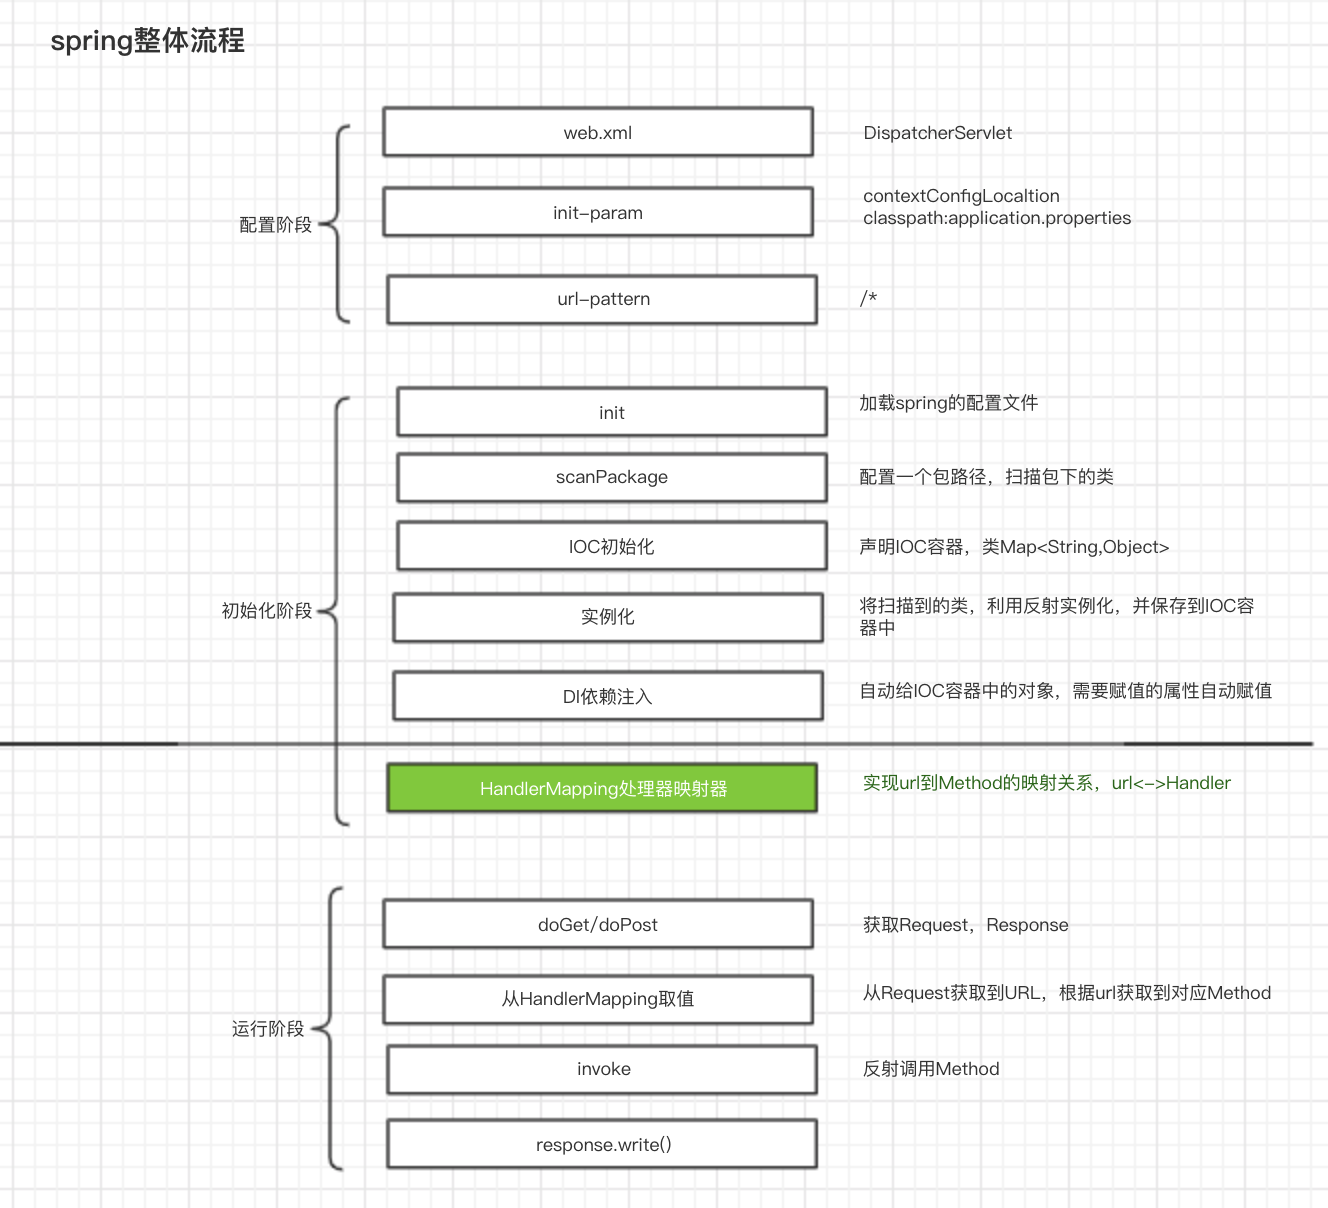 spring整体流程
web.xml
DispatcherServlet
init-param
contextConfigLocaltion
classpath:application.properties
配置阶段
url-pattern
/*
init
加载spring的配置文件
scanPackage
配置一个包路径，扫描包下的类
IOC初始化
声明IOC容器，类Map<String,Object>
初始化阶段
实例化
将扫描到的类，利用反射实例化，并保存到IOC容
器中
DI依赖注入
自动给IOC容器中的对象，需要赋值的属性自动赋值
HandlerMapping处理器映射器
实现url到Method的映射关系，url<->Handler
doGet/doPost
获取Request，Response
从HandlerMapping取值
从Request获取到URL，根据url获取到对应Method
运行阶段
invoke
反射调用Method
response.write()